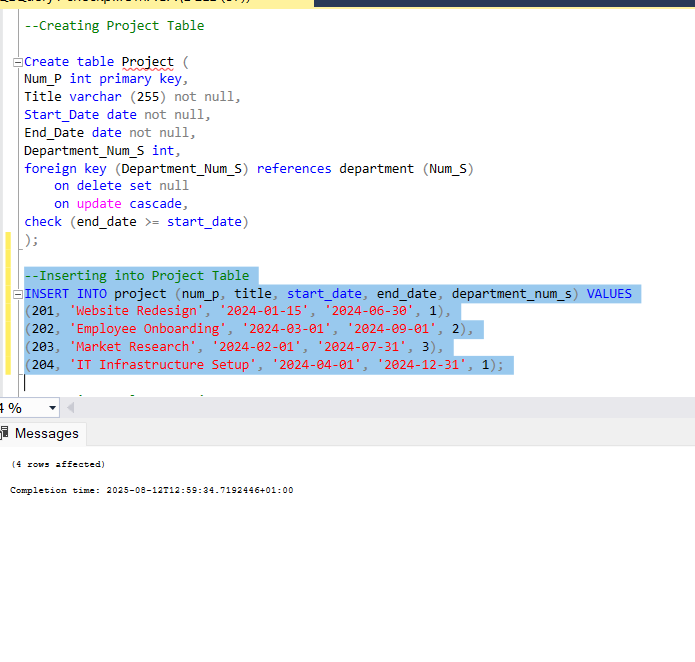 --Creating Project Table
Create table Project (
Num_P int primary key,
Title varchar (255) not null,
Start_Date date not null,
End_Date date not null,
Department_Num_S int,
foreign key (Department_Num_S) references department (Num_S)
on delete set null
on update cascade,
check (end_date >= start_date)
);
--Inserting into Project Table
INSERT INTO project (num_p, title, start_date, end_date, department_num_s) VALUES
(201, 'Website Redesign', '2024-01-15', '2024-06-30', 1),
(202, 'Employee Onboarding', '2024-03-01', '2024-09-01', 2),
(203, 'Market Research', '2024-02-01', '2024-07-31', 3),
(204, 'IT Infrastructure Setup', '2024-04-01', '2024-12-31', 1);
4 %
Messages
(4 rows affected)
Completion time: 2025-08-12T12:59:34.7192446+01:00